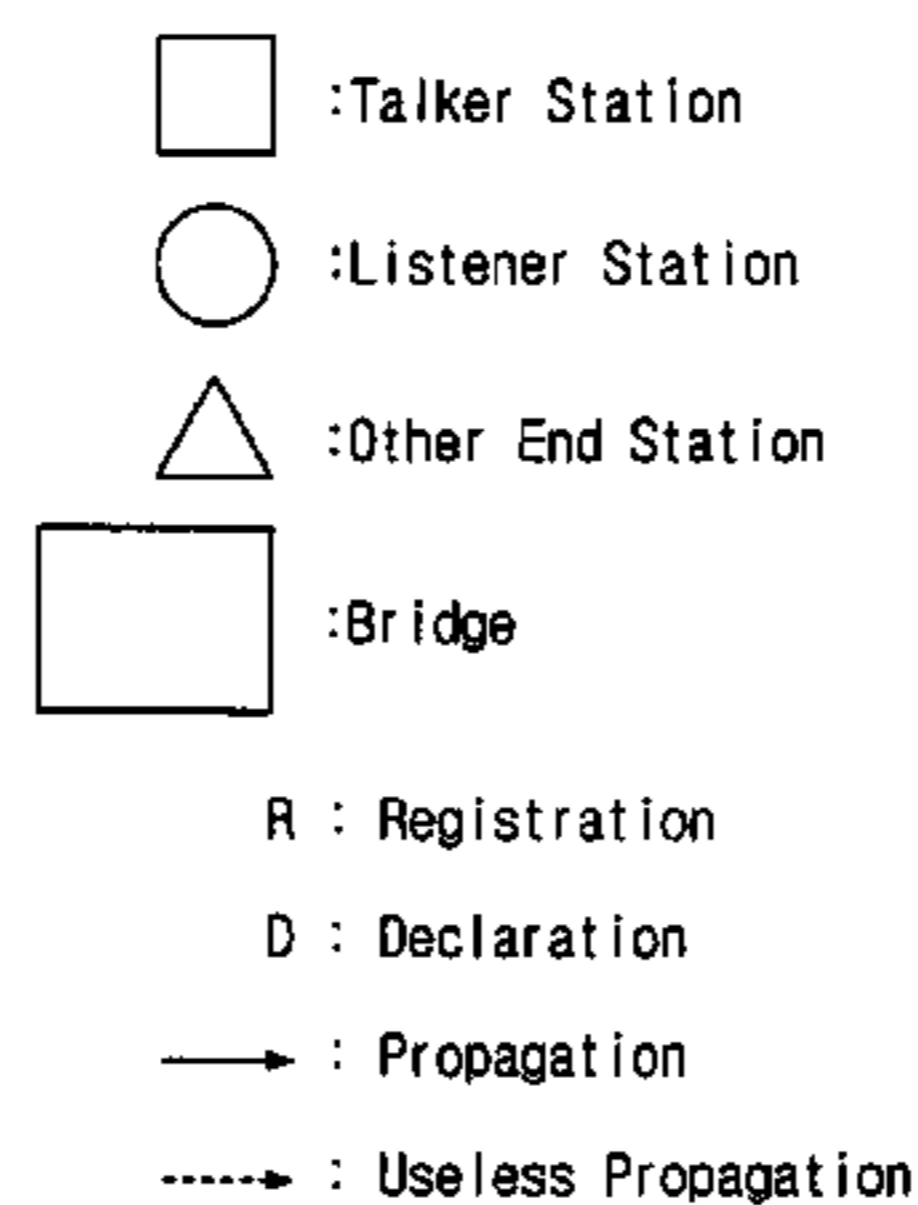 :Talker Station
:Listener Station
:Other End Station
:Bridge
R : Registration
D : Declaration
: Propagation
: Useless Propagation